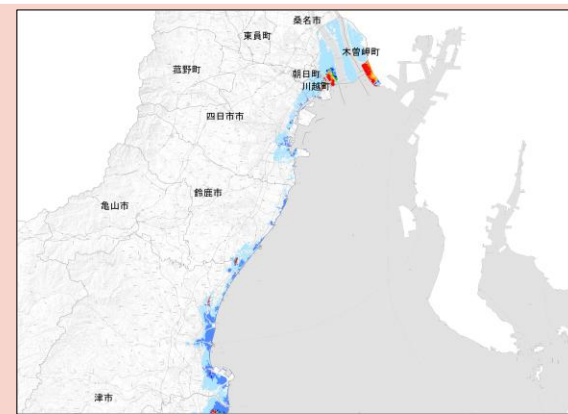 桑名市
東員町
木曽岬町
菰野町
朝日町
川越町
四日市市
鈴鹿市
亀山市
津市